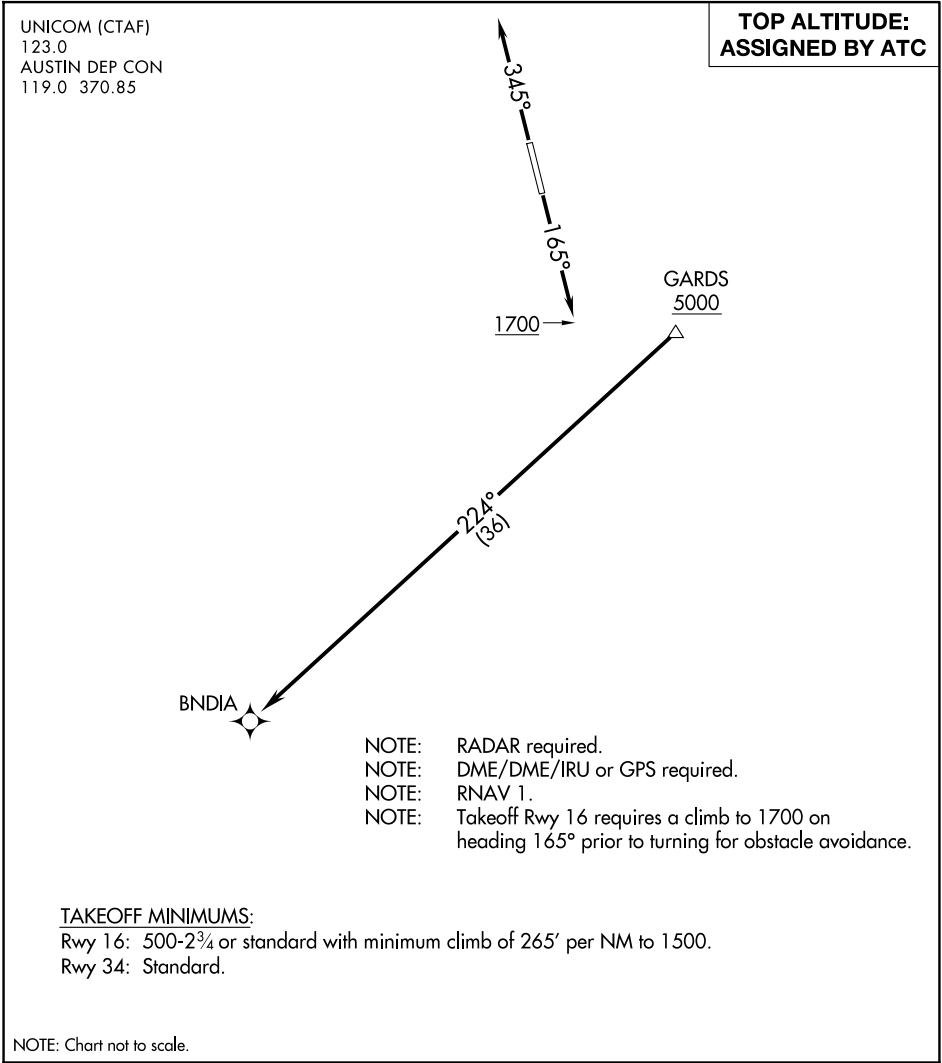 UNICOM (CTAF)
123.0
AUSTIN DEP CON
119.0 370.85
TOP ALTITUDE:
ASSIGNED BY ATC
345°
165°
1700
GARDS
5000
224°
(36)
BNDIA
NOTE: RADAR required.
NOTE: DME/DME/IRU or GPS required.
NOTE: RNAV 1.
NOTE: Takeoff Rwy 16 requires a climb to 1700 on
heading 165° prior to turning for obstacle avoidance.
TAKEOFF MINIMUMS:
Rwy 16: 500-2¾ or standard with minimum climb of 265' per NM to 1500.
Rwy 34: Standard.
NOTE: Chart not to scale.